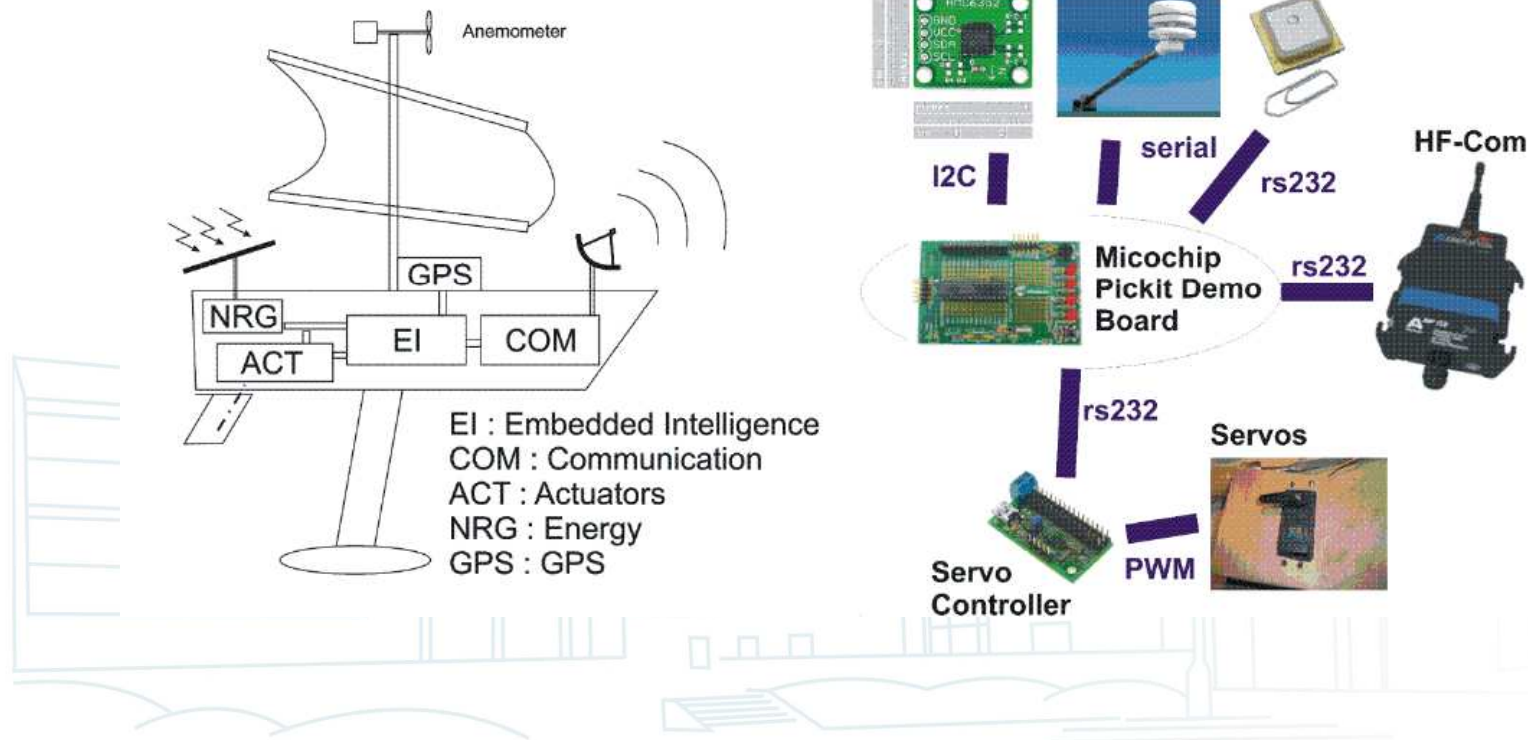 Anemometer
GPS
NRG
EI
COM
ACT
EI : Embedded Intelligence
COM : Communication
ACT : Actuators
NRG : Energy
GPS : GPS
HMC6352
GND
VCC
SDA
SCL
I2C
serial
rs232
HF-Com
Micochip
Pickit Demo
Board
rs232
rs232
Servos
Servo
Controller
PWM